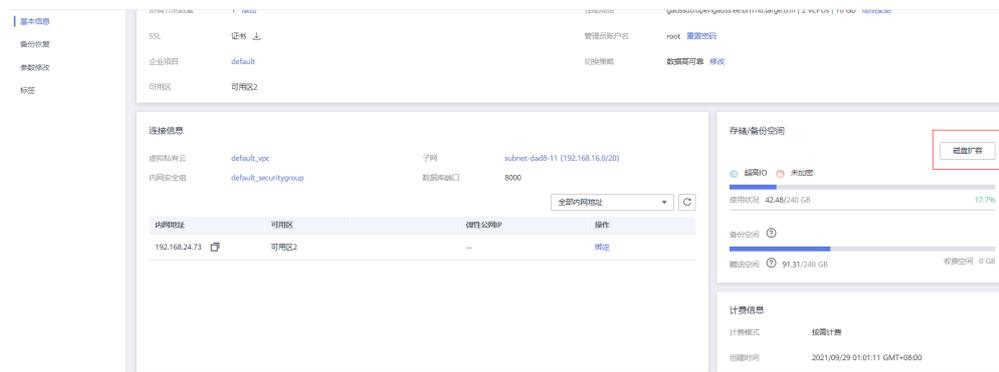 基本信息
备份恢复
参数修改
标签
SSL 证书
管理员账户名 root 重置密码
企业项目 default
切换策略 数据高可靠 修改
可用区 可用区2
连接信息
虚拟私有云 default_vpc
子网 subnet-dad8-11 (192.168.16.0/20)
内网安全组 default_securitygroup
数据库端口 8000
全部内网地址
内网地址 可用区 弹性公网IP 操作
192.168.24.73 可用区2 -- 绑定
存储/备份空间
磁盘扩容
超高IO 未加密
使用状况 42.48/240 GB 17.7%
备份空间
赠送空间 91.31/240 GB 收费空间 0 GB
计费信息
计费模式 按需计费
创建时间 2021/09/29 01:01:11 GMT+08:00